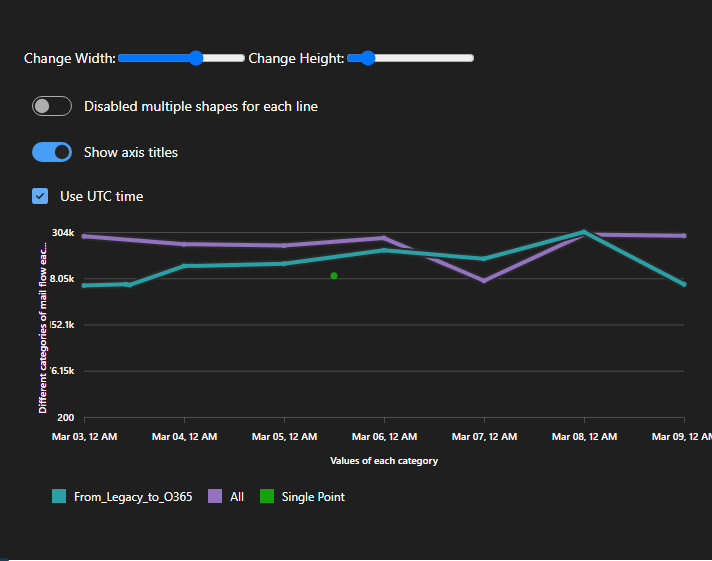 Change Width: Change Height:
Disabled multiple shapes for each line
Show axis titles
Use UTC time
Different categories of mail flow eac...
304k
8.05k
52.1k
6.15k
200
Mar 03, 12 AM Mar 04, 12 AM Mar 05, 12 AM Mar 06, 12 AM Mar 07, 12 AM Mar 08, 12 AM Mar 09, 12 AM
Values of each category
From_Legacy_to_O365 All Single Point